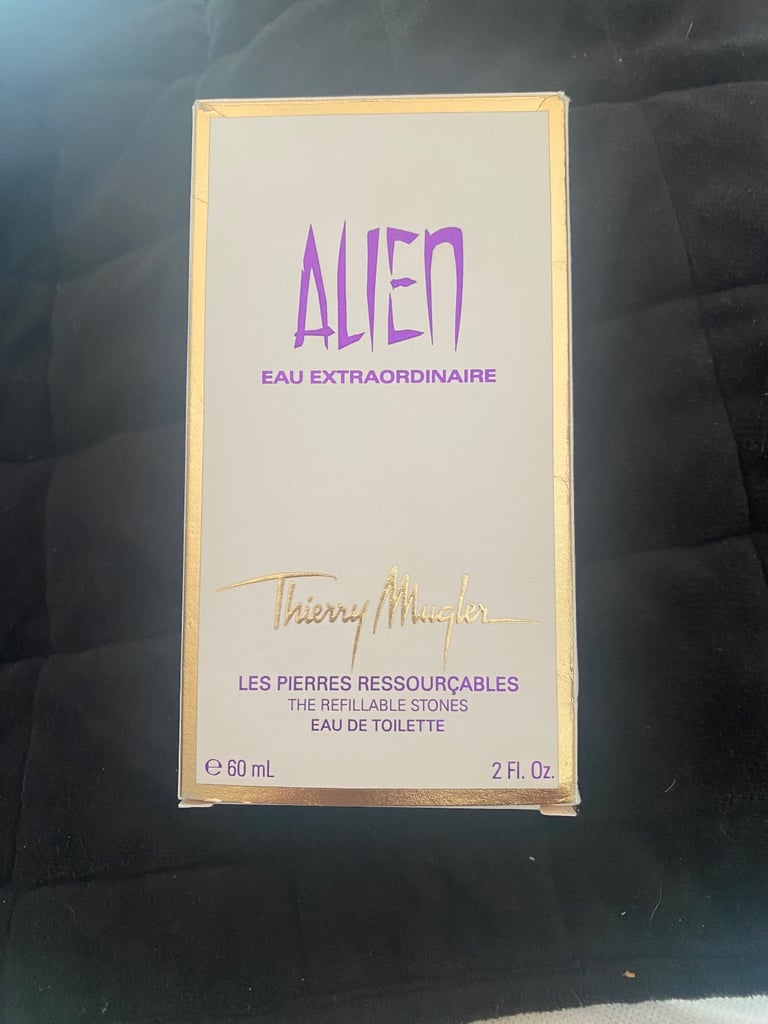 ALIEN
EAU EXTRAORDINAIRE
Thierry Mugler
LES PIERRES RESSOURÇABLES
THE REFILLABLE STONES
EAU DE TOILETTE
℮ 60 mL 2 Fl. Oz.